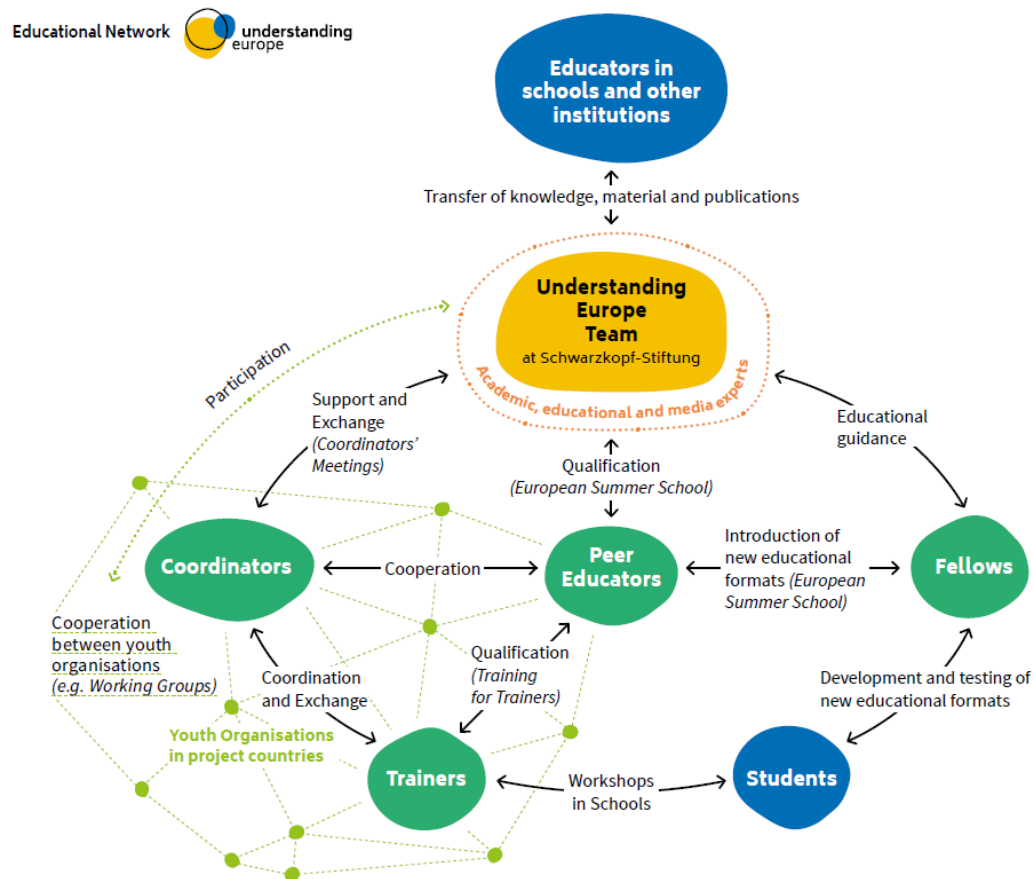 Educational Network
understanding
europe
Educators in
schools and other
institutions
Transfer of knowledge, material and publications
Understanding
Europe
Team
at Schwarzkopf-Stiftung
Academic, educational and media experts
Participation
Support and
Exchange
(Coordinators’
Meetings)
Qualification
(European Summer School)
Educational
guidance
Coordinators
Cooperation
Peer
Educators
Introduction of
new educational
formats (European
Summer School)
Fellows
Cooperation
between youth
organisations
(e.g. Working Groups)
Coordination
and Exchange
Qualification
(Training
for Trainers)
Development and testing of
new educational formats
Youth Organisations
in project countries
Trainers
Workshops
in Schools
Students